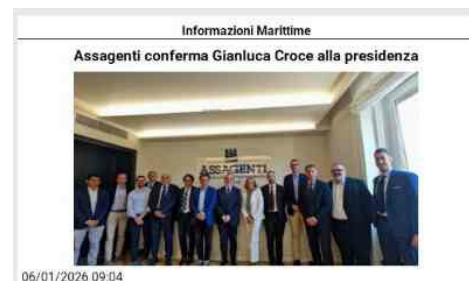 Informazioni Marittime
Assagenti conferma Gianluca Croce alla presidenza
ASSAGENTI
06/01/2026 09:04